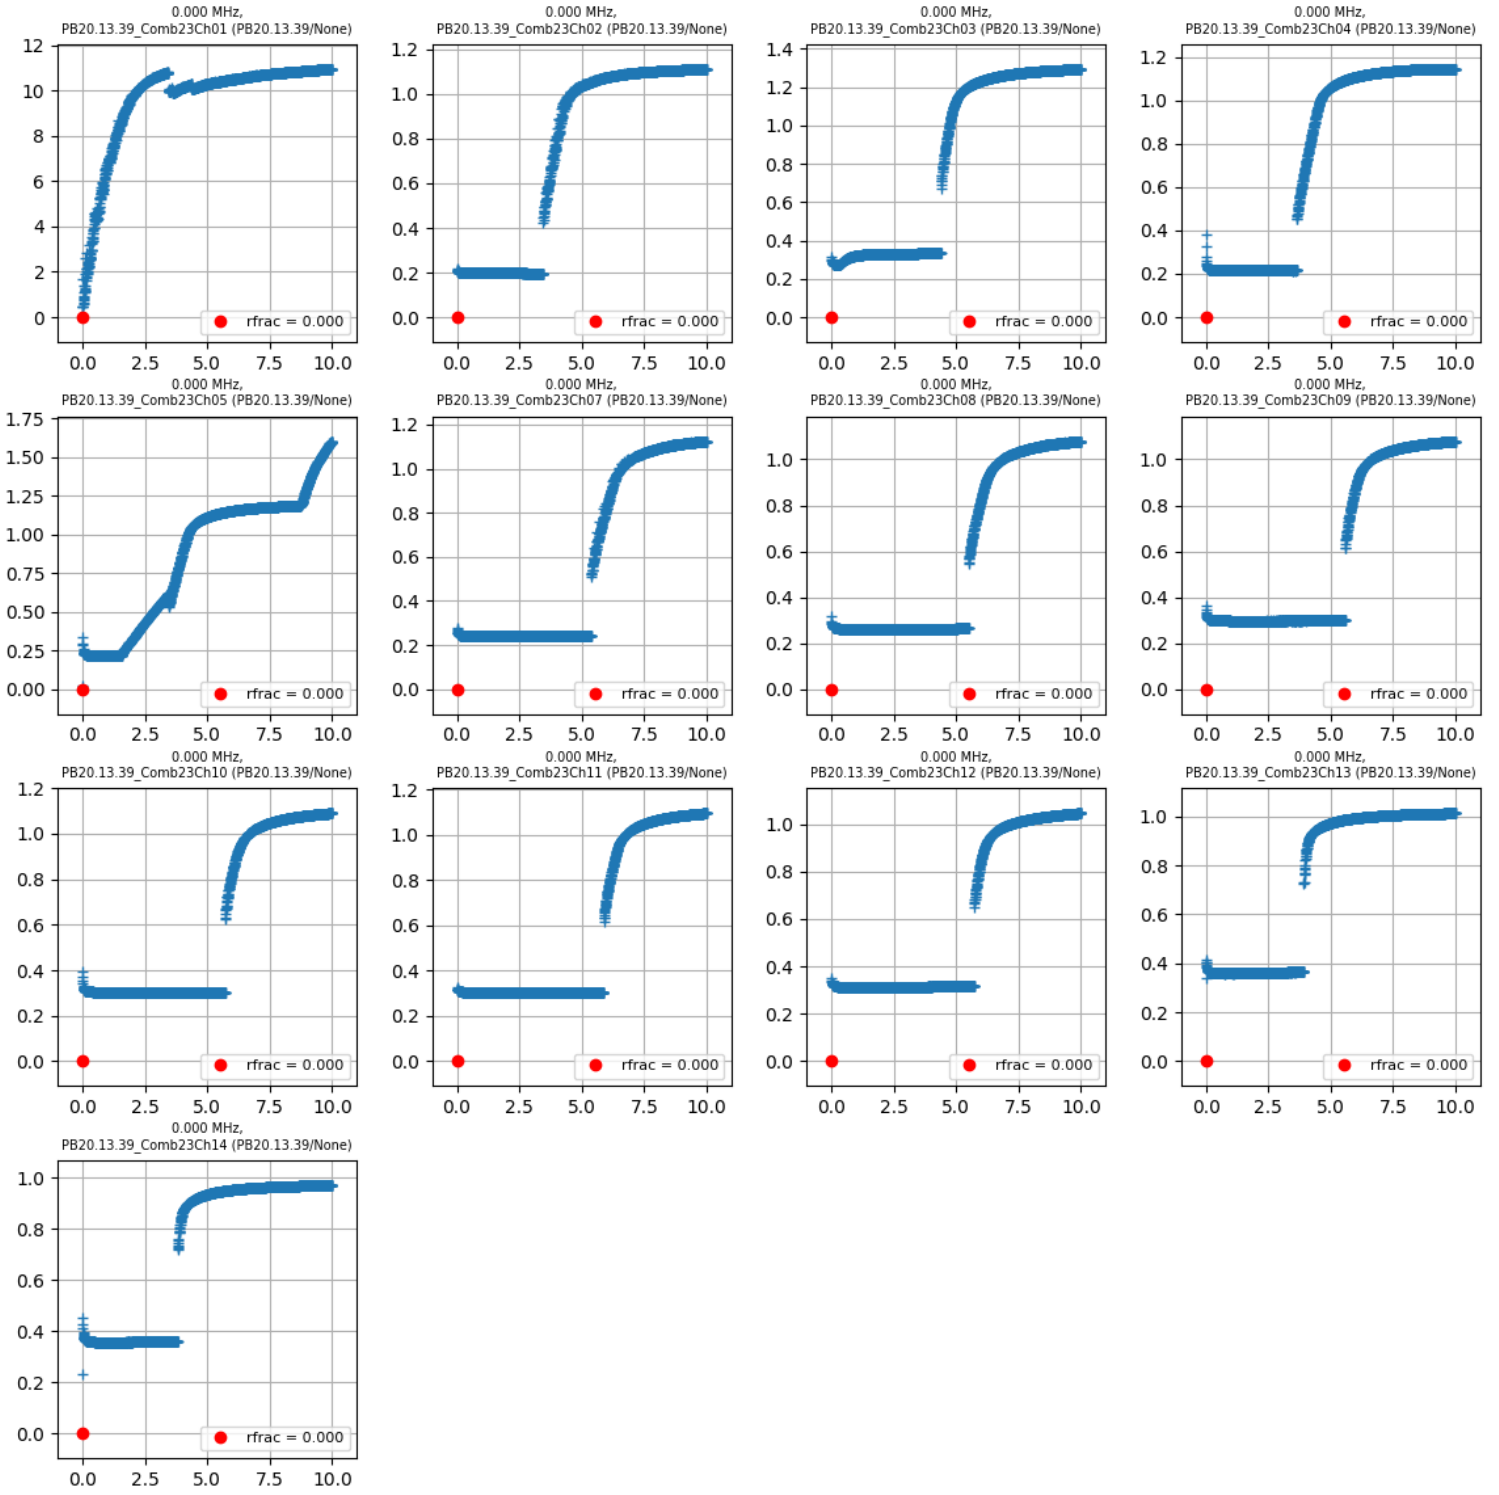 0.000 MHz,
PB20.13.39_Comb23Ch01 (PB20.13.39/None)
12
10
8
6
4
2
0
rfrac = 0.000
0.0 2.5 5.0 7.5 10.0
0.000 MHz,
PB20.13.39_Comb23Ch02 (PB20.13.39/None)
1.2
1.0
0.8
0.6
0.4
0.2
0.0
rfrac = 0.000
0.0 2.5 5.0 7.5 10.0
0.000 MHz,
PB20.13.39_Comb23Ch03 (PB20.13.39/None)
1.4
1.2
1.0
0.8
0.6
0.4
0.2
0.0
rfrac = 0.000
0.0 2.5 5.0 7.5 10.0
0.000 MHz,
PB20.13.39_Comb23Ch04 (PB20.13.39/None)
1.2
1.0
0.8
0.6
0.4
0.2
0.0
rfrac = 0.000
0.0 2.5 5.0 7.5 10.0
0.000 MHz,
PB20.13.39_Comb23Ch05 (PB20.13.39/None)
1.75
1.50
1.25
1.00
0.75
0.50
0.25
0.00
rfrac = 0.000
0.0 2.5 5.0 7.5 10.0
0.000 MHz,
PB20.13.39_Comb23Ch07 (PB20.13.39/None)
1.2
1.0
0.8
0.6
0.4
0.2
0.0
rfrac = 0.000
0.0 2.5 5.0 7.5 10.0
0.000 MHz,
PB20.13.39_Comb23Ch08 (PB20.13.39/None)
1.0
0.8
0.6
0.4
0.2
0.0
rfrac = 0.000
0.0 2.5 5.0 7.5 10.0
0.000 MHz,
PB20.13.39_Comb23Ch09 (PB20.13.39/None)
1.0
0.8
0.6
0.4
0.2
0.0
rfrac = 0.000
0.0 2.5 5.0 7.5 10.0
0.000 MHz,
PB20.13.39_Comb23Ch10 (PB20.13.39/None)
1.2
1.0
0.8
0.6
0.4
0.2
0.0
rfrac = 0.000
0.0 2.5 5.0 7.5 10.0
0.000 MHz,
PB20.13.39_Comb23Ch11 (PB20.13.39/None)
1.2
1.0
0.8
0.6
0.4
0.2
0.0
rfrac = 0.000
0.0 2.5 5.0 7.5 10.0
0.000 MHz,
PB20.13.39_Comb23Ch12 (PB20.13.39/None)
1.0
0.8
0.6
0.4
0.2
0.0
rfrac = 0.000
0.0 2.5 5.0 7.5 10.0
0.000 MHz,
PB20.13.39_Comb23Ch13 (PB20.13.39/None)
1.0
0.8
0.6
0.4
0.2
0.0
rfrac = 0.000
0.0 2.5 5.0 7.5 10.0
0.000 MHz,
PB20.13.39_Comb23Ch14 (PB20.13.39/None)
1.0
0.8
0.6
0.4
0.2
0.0
rfrac = 0.000
0.0 2.5 5.0 7.5 10.0